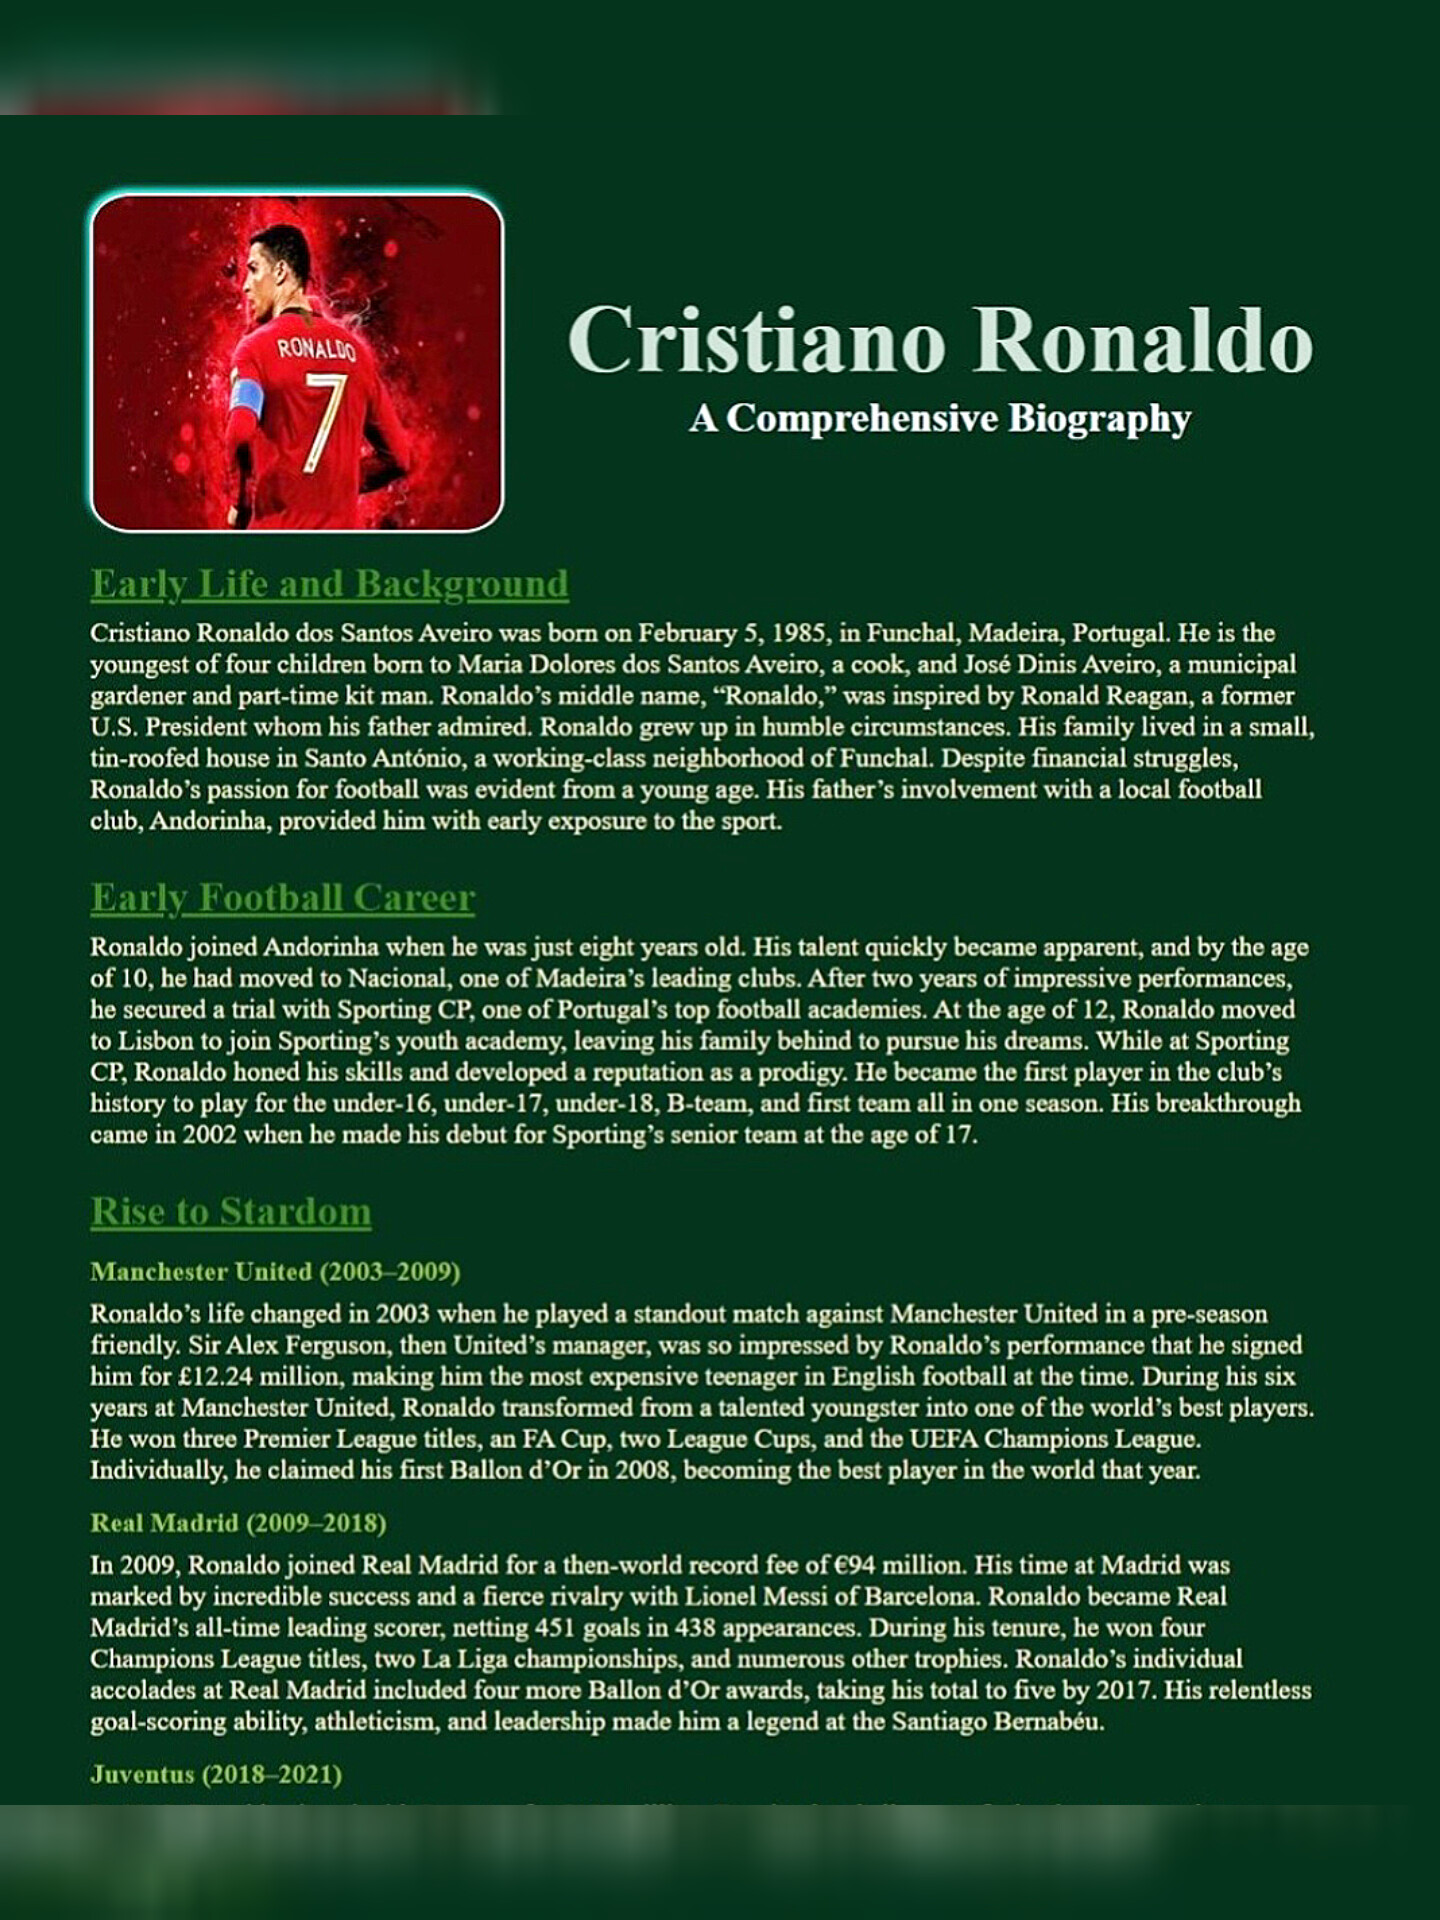 RONALDO
7
Cristiano Ronaldo
A Comprehensive Biography
Early Life and Background
Cristiano Ronaldo dos Santos Aveiro was born on February 5, 1985, in Funchal, Madeira, Portugal. He is the
youngest of four children born to Maria Dolores dos Santos Aveiro, a cook, and José Dinis Aveiro, a municipal
gardener and part-time kit man. Ronaldo’s middle name, “Ronaldo,” was inspired by Ronald Reagan, a former
U.S. President whom his father admired. Ronaldo grew up in humble circumstances. His family lived in a small,
tin-roofed house in Santo António, a working-class neighborhood of Funchal. Despite financial struggles,
Ronaldo’s passion for football was evident from a young age. His father’s involvement with a local football
club, Andorinha, provided him with early exposure to the sport.
Early Football Career
Ronaldo joined Andorinha when he was just eight years old. His talent quickly became apparent, and by the age
of 10, he had moved to Nacional, one of Madeira’s leading clubs. After two years of impressive performances,
he secured a trial with Sporting CP, one of Portugal’s top football academies. At the age of 12, Ronaldo moved
to Lisbon to join Sporting’s youth academy, leaving his family behind to pursue his dreams. While at Sporting
CP, Ronaldo honed his skills and developed a reputation as a prodigy. He became the first player in the club’s
history to play for the under-16, under-17, under-18, B-team, and first team all in one season. His breakthrough
came in 2002 when he made his debut for Sporting’s senior team at the age of 17.
Rise to Stardom
Manchester United (2003–2009)
Ronaldo’s life changed in 2003 when he played a standout match against Manchester United in a pre-season
friendly. Sir Alex Ferguson, then United’s manager, was so impressed by Ronaldo’s performance that he signed
him for £12.24 million, making him the most expensive teenager in English football at the time. During his six
years at Manchester United, Ronaldo transformed from a talented youngster into one of the world’s best players.
He won three Premier League titles, an FA Cup, two League Cups, and the UEFA Champions League.
Individually, he claimed his first Ballon d’Or in 2008, becoming the best player in the world that year.
Real Madrid (2009–2018)
In 2009, Ronaldo joined Real Madrid for a then-world record fee of €94 million. His time at Madrid was
marked by incredible success and a fierce rivalry with Lionel Messi of Barcelona. Ronaldo became Real
Madrid’s all-time leading scorer, netting 451 goals in 438 appearances. During his tenure, he won four
Champions League titles, two La Liga championships, and numerous other trophies. Ronaldo’s individual
accolades at Real Madrid included four more Ballon d’Or awards, taking his total to five by 2017. His relentless
goal-scoring ability, athleticism, and leadership made him a legend at the Santiago Bernabéu.
Juventus (2018–2021)